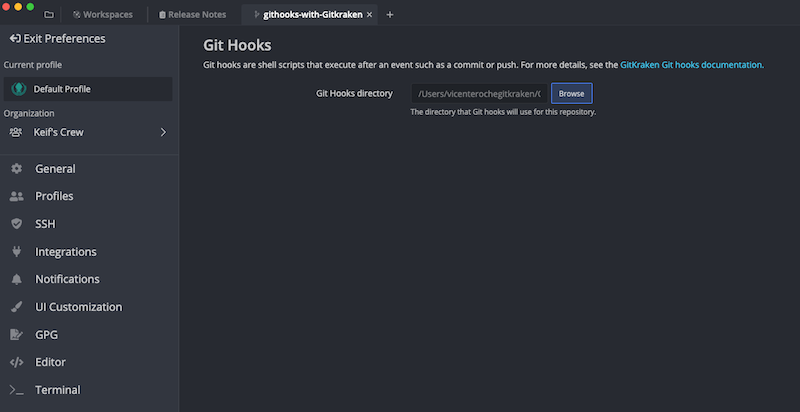 Workspaces
Release Notes
githooks-with-Gitkraken
Exit Preferences
Current profile
Default Profile
Organization
Keif's Crew
General
Profiles
SSH
Integrations
Notifications
UI Customization
GPG
Editor
Terminal
Git Hooks
Git hooks are shell scripts that execute after an event such as a commit or push. For more details, see the GitKraken Git hooks documentation.
Git Hooks directory
/Users/vicenterochegitkraken/
Browse
The directory that Git hooks will use for this repository.